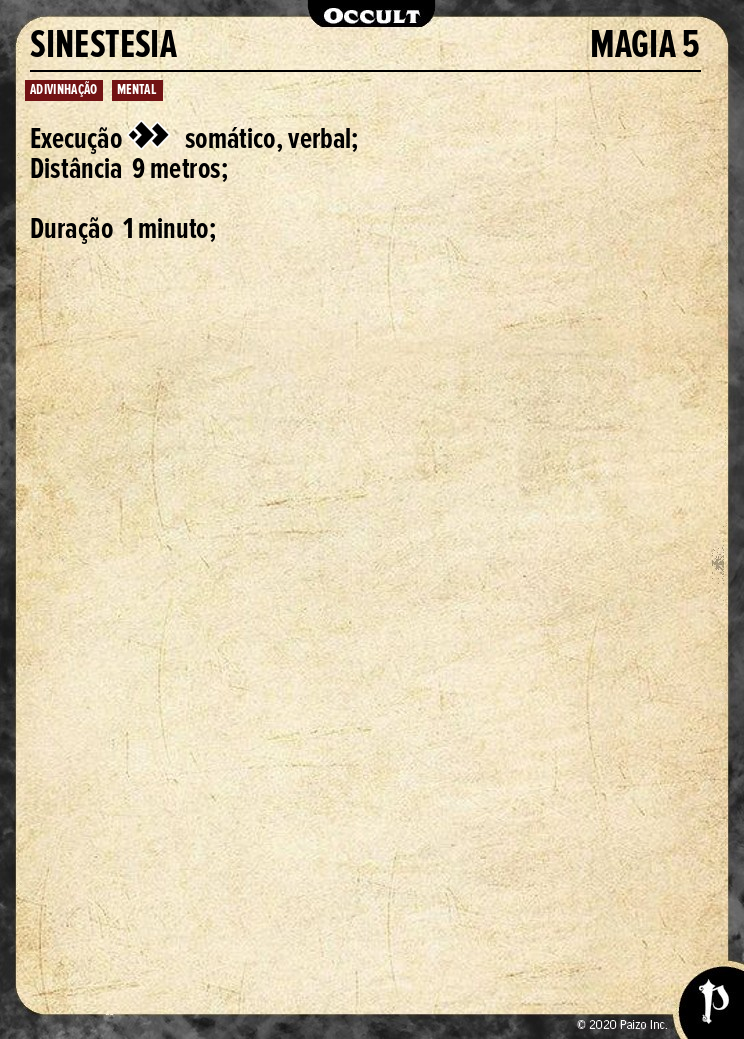 Occult
SINESTESIA MAGIA 5
ADIVINHAÇÃO MENTAL
Execução somático, verbal;
Distância 9 metros;
Duração 1 minuto;
© 2020 Paizo Inc.
P